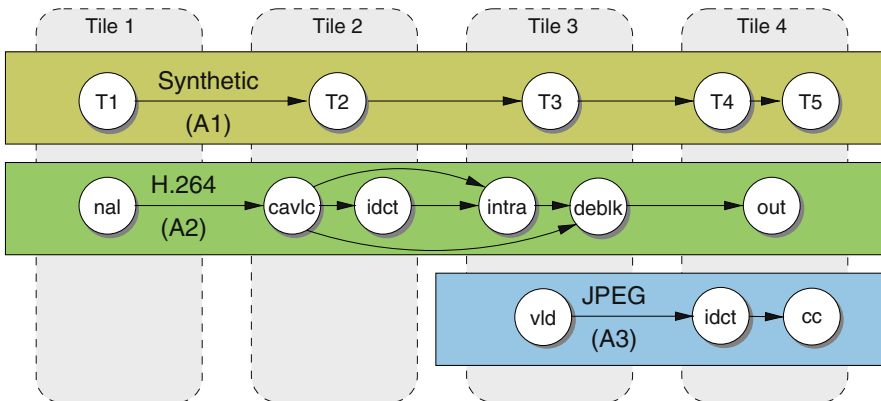 Tile 1 Tile 2 Tile 3 Tile 4
Synthetic
T1 T2 T3 T4 T5
(A1)
H.264
nal cavlc idct intra deblk out
(A2)
JPEG
vld idct cc
(A3)